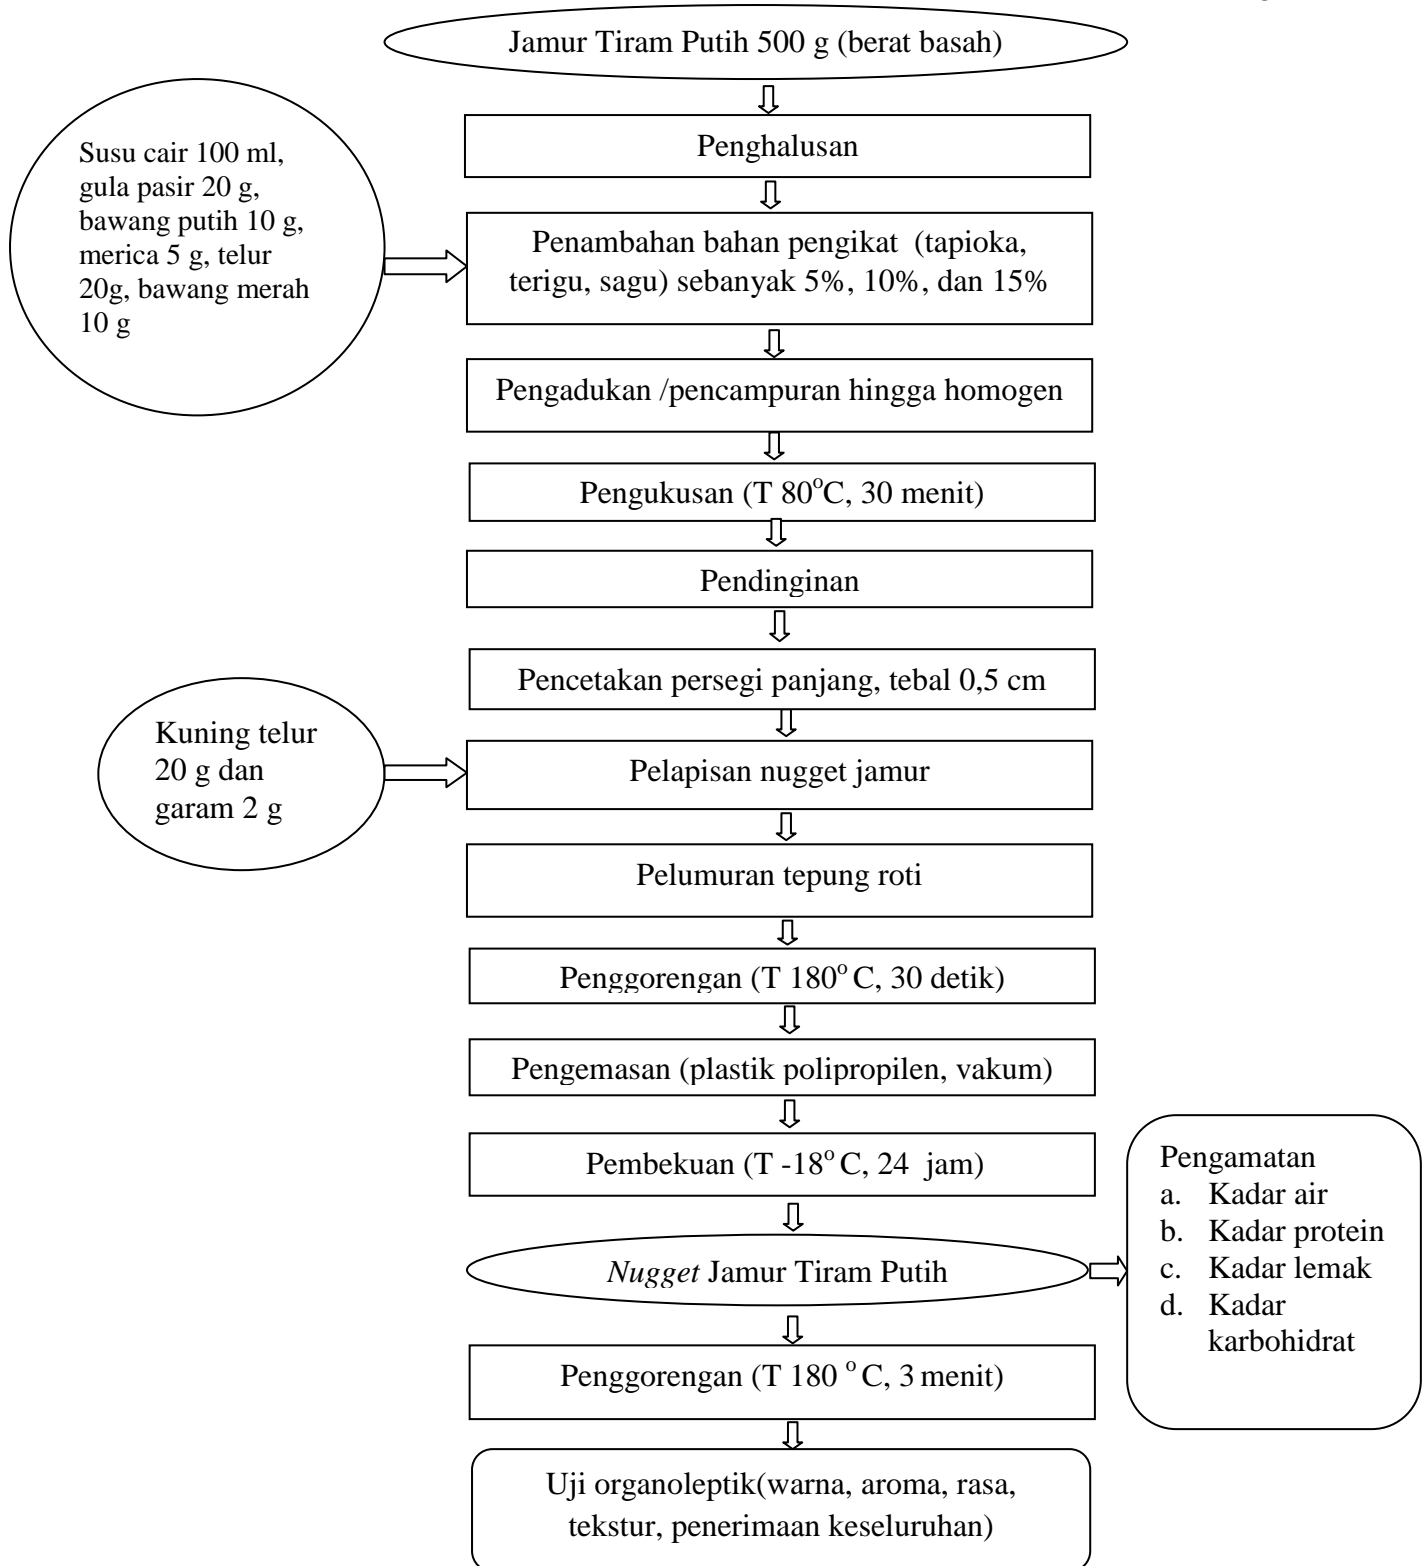 Jamur Tiram Putih 500 g (berat basah)
Penghalusan
Susu cair 100 ml,
gula pasir 20 g,
bawang putih 10 g,
merica 5 g, telur
20g, bawang merah
10 g
Penambahan bahan pengikat (tapioka,
terigu, sagu) sebanyak 5%, 10%, dan 15%
Pengadukan /pencampuran hingga homogen
Pengukusan (T 80°C, 30 menit)
Pendinginan
Pencetakan persegi panjang, tebal 0,5 cm
Kuning telur
20 g dan
garam 2 g
Pelapisan nugget jamur
Pelumuran tepung roti
Penggorengan (T 180° C, 30 detik)
Pengemasan (plastik polipropilen, vakum)
Pembekuan (T -18° C, 24 jam)
Nugget Jamur Tiram Putih
Pengamatan
a. Kadar air
b. Kadar protein
c. Kadar lemak
d. Kadar
karbohidrat
Penggorengan (T 180 ° C, 3 menit)
Uji organoleptik(warna, aroma, rasa,
tekstur, penerimaan keseluruhan)